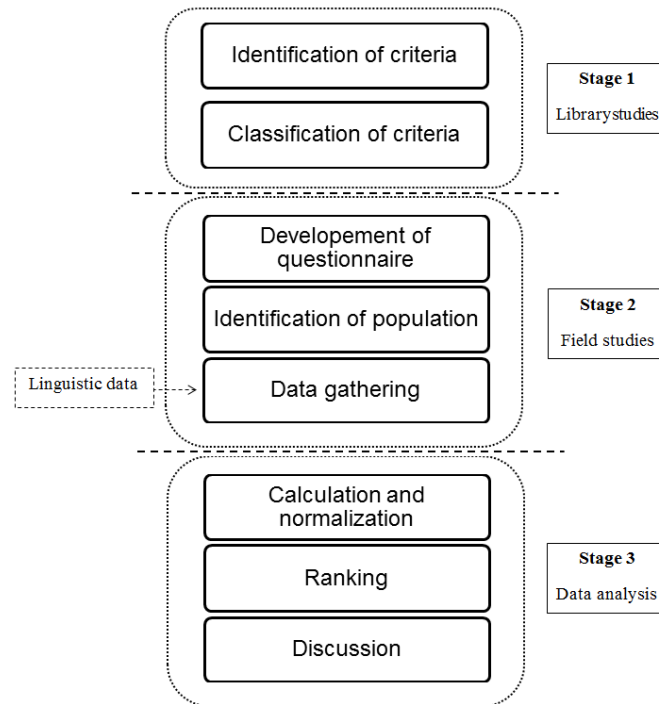 Identification of criteria
Classification of criteria
Stage 1
Librarystudies
Developement of
questionnaire
Identification of population
Data gathering
Linguistic data
Stage 2
Field studies
Calculation and
normalization
Ranking
Discussion
Stage 3
Data analysis